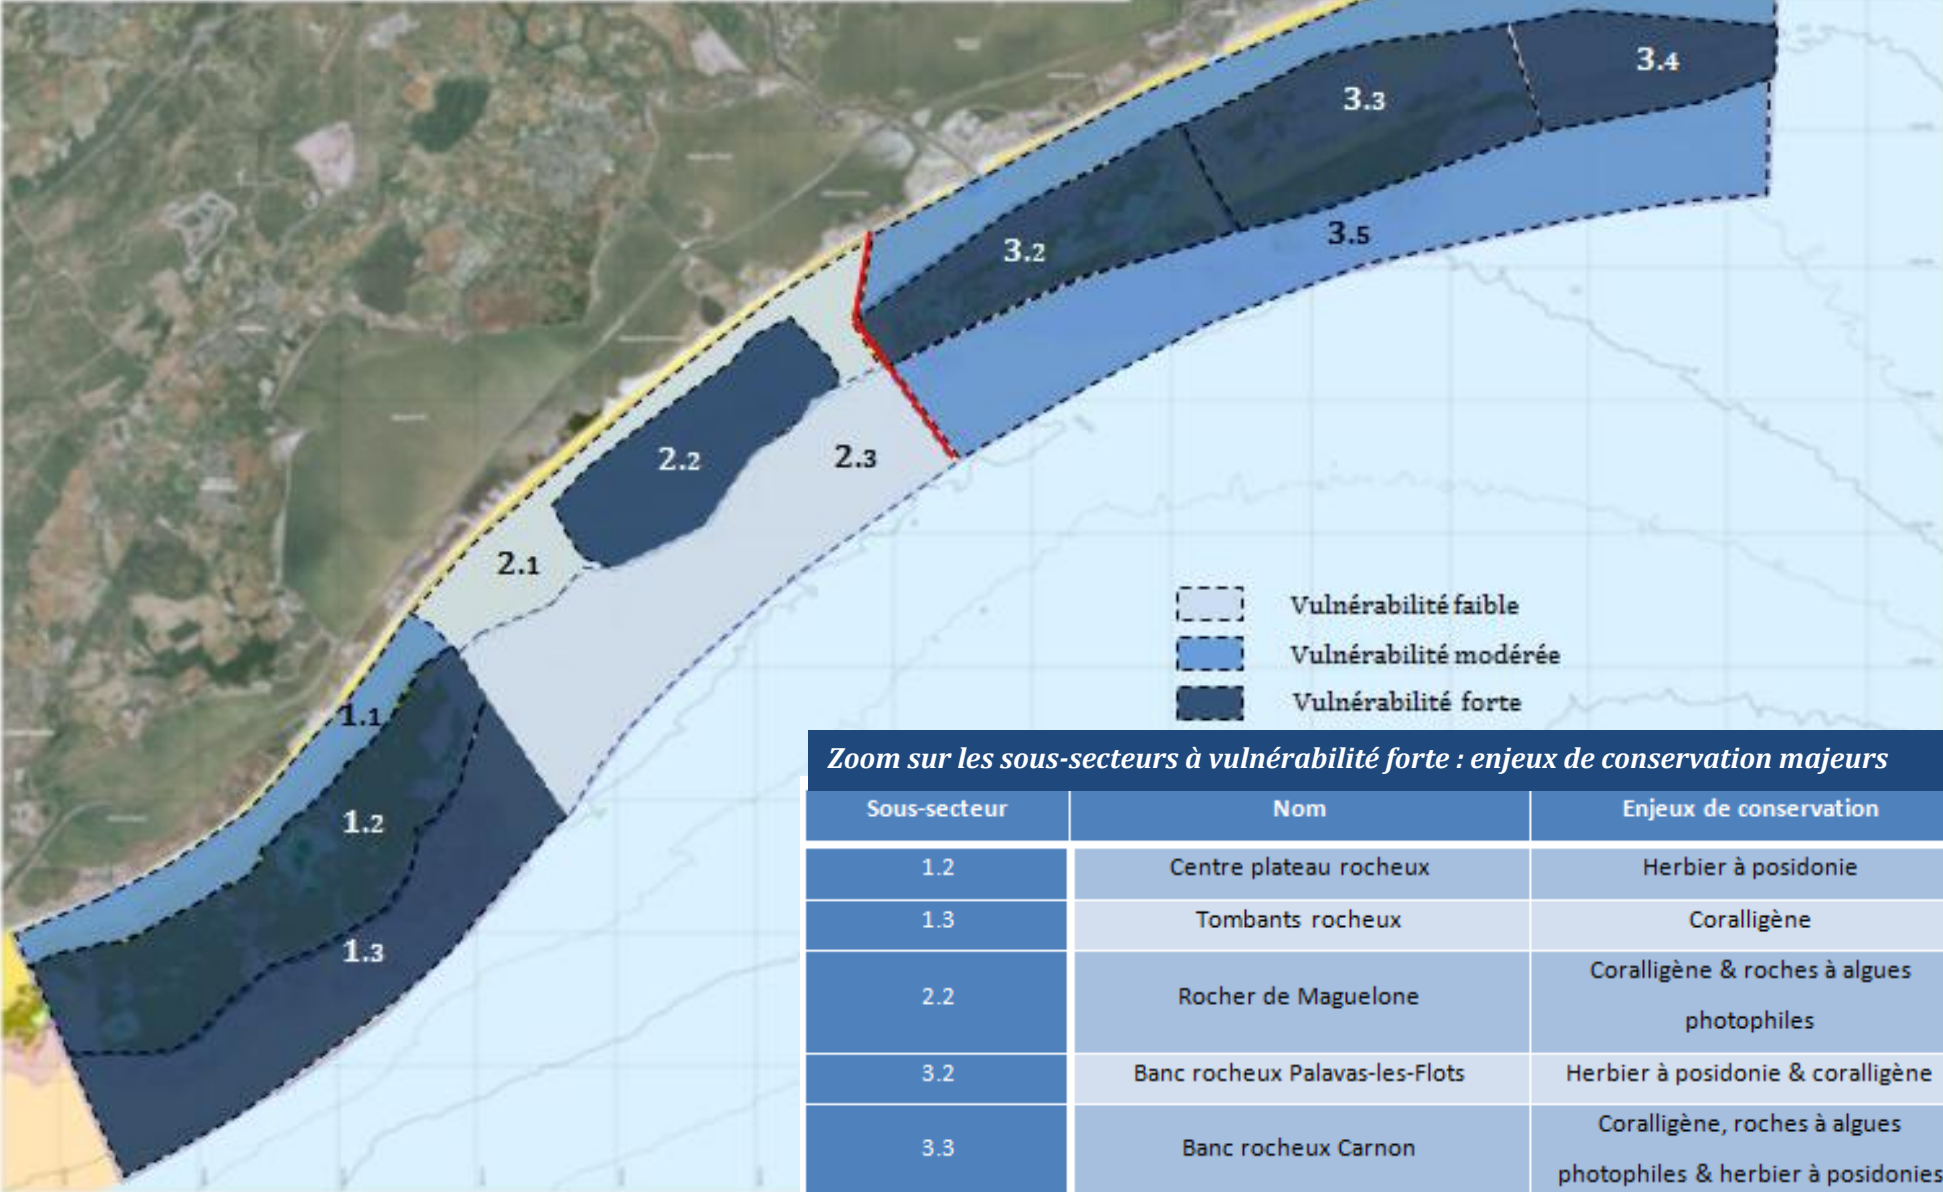 3.4
3.3
3.2
3.5
2.2
2.3
2.1
1.1
1.2
1.3
Vulnérabilité faible
Vulnérabilité modérée
Vulnérabilité forte
Zoom sur les sous-secteurs à vulnérabilité forte : enjeux de conservation majeurs
Sous-secteur Nom Enjeux de conservation
1.2 Centre plateau rocheux Herbier à posidonie
1.3 Tombants rocheux Coralligène
2.2 Rocher de Maguelone Coralligène & roches à algues
photophiles
3.2 Banc rocheux Palavas-les-Flots Herbier à posidonie & coralligène
3.3 Banc rocheux Carnon Coralligène, roches à algues
photophiles & herbier à posidonies